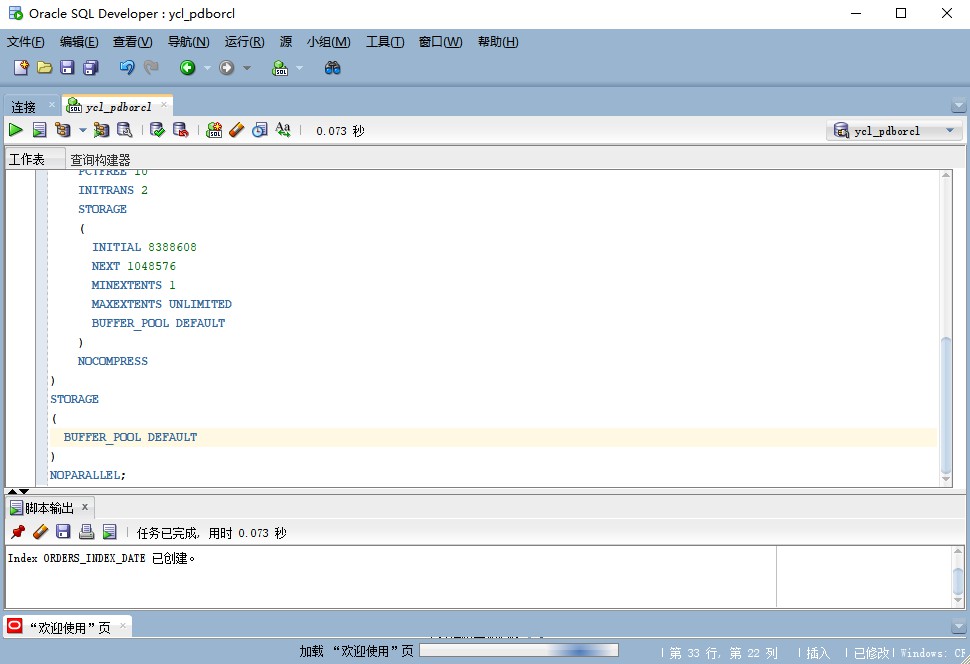 Oracle SQL Developer : ycl_pdborcl
文件(F) 编辑(E) 查看(V) 导航(N) 运行(R) 源 小组(M) 工具(T) 窗口(W) 帮助(H)
连接 ycl_pdborcl
0.073 秒 ycl_pdborcl
工作表 查询构建器
PCTFREE 10
INITRANS 2
STORAGE
(
INITIAL 8388608
NEXT 1048576
MINEXTENTS 1
MAXEXTENTS UNLIMITED
BUFFER_POOL DEFAULT
)
NOCOMPRESS
)
STORAGE
(
BUFFER_POOL DEFAULT
)
NOPARALLEL;
脚本输出 x
任务已完成, 用时 0.073 秒
Index ORDERS_INDEX_DATE 已创建。
“欢迎使用”页
加载 “欢迎使用”页 第 33 行, 第 22 列 插入 已修改 Windows: CR